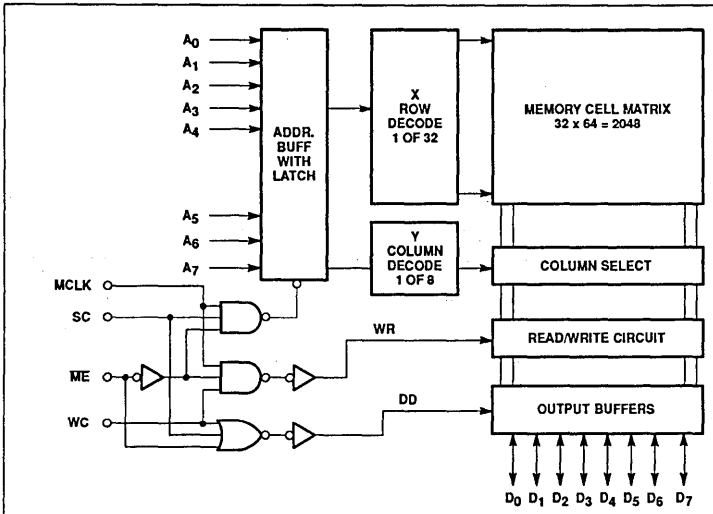 A0
A1
A2
A3
A4
A5
A6
A7
ADDR.
BUFF
WITH
LATCH
X
ROW
DECODE
1 OF 32
MEMORY CELL MATRIX
32 x 64 = 2048
Y
COLUMN
DECODE
1 OF 8
COLUMN SELECT
MCLK
SC
ME
WC
WR
READ/WRITE CIRCUIT
DD
OUTPUT BUFFERS
D0 D1 D2 D3 D4 D5 D6 D7